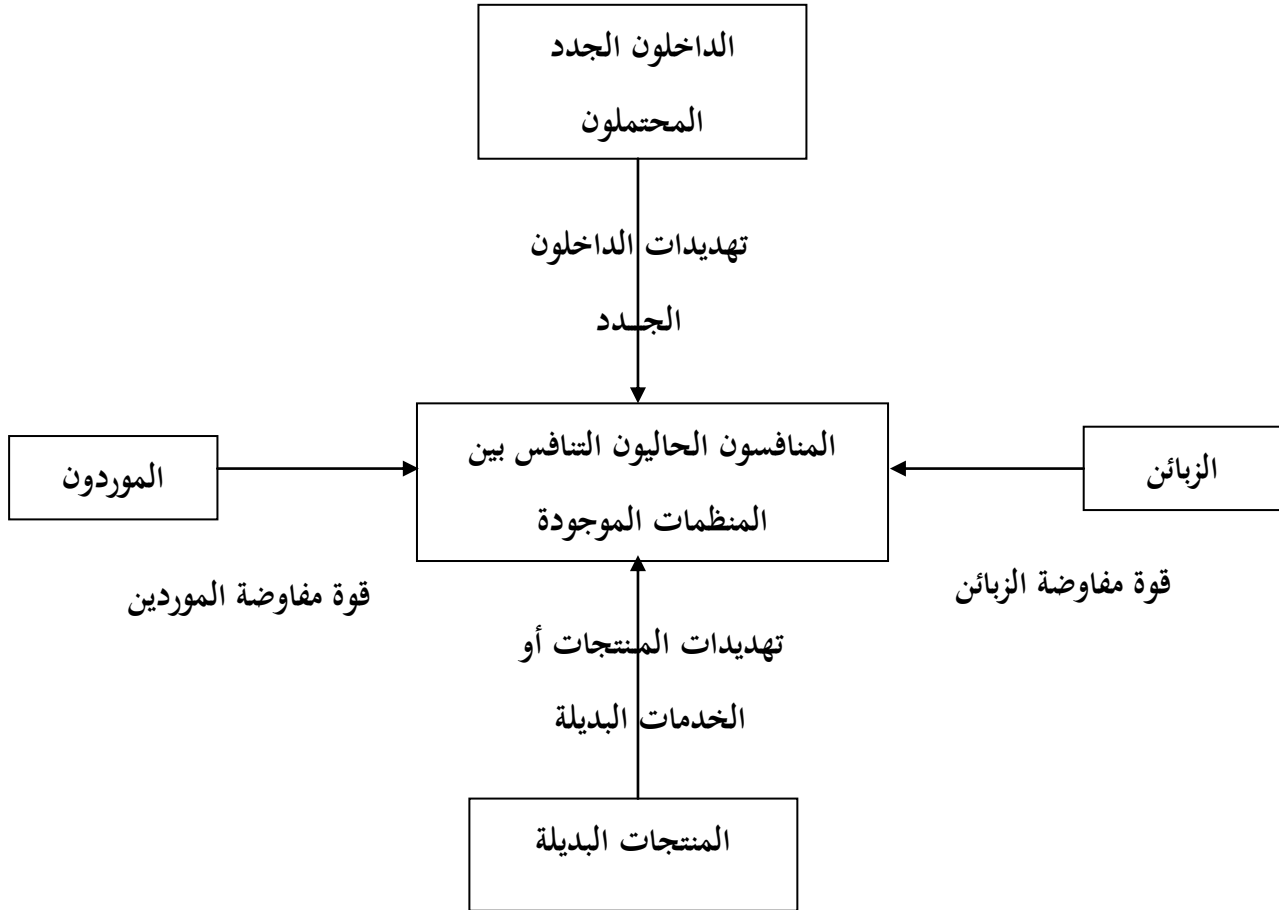 الداخلون الجدد
المحتملون
تهديدات الداخلون
الجـدد
المنافسون الحاليون التنافس بين
المنظمات الموجودة
الزبائن
الموردون
قوة مفاوضة الزبائن
قوة مفاوضة الموردين
تهديدات المنتجات أو
الخدمات البديلة
المنتجات البديلة